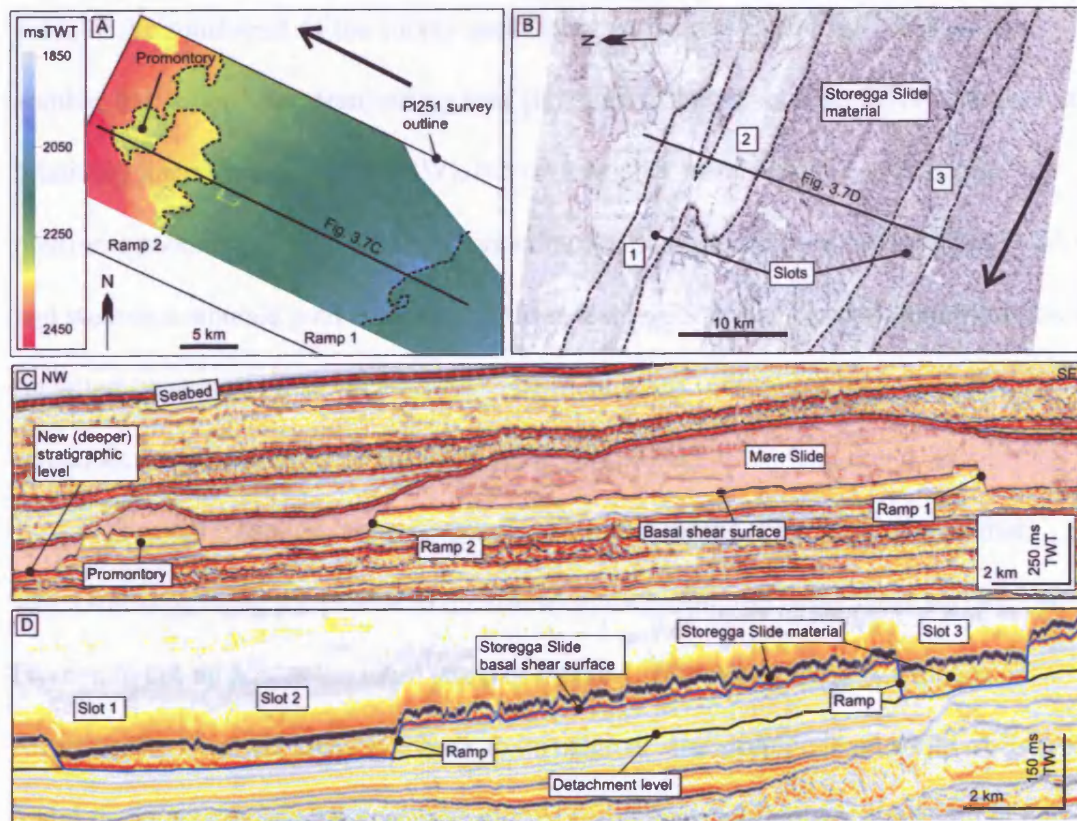 msTWT
1850
2050
2250
2450
A
Promontory
PI251 survey
outline
Fig. 3.7C
Ramp 2
Ramp 1
N
5 km
B
N
Storegga Slide
material
2
3
1
Fig. 3.7D
Slots
10 km
C
NW
SE
Seabed
New (deeper)
stratigraphic
level
Møre Slide
Promontory
Ramp 2
Basal shear surface
Ramp 1
250 ms
TWT
2 km
D
Storegga Slide
basal shear surface
Storegga Slide material
Slot 3
Slot 1
Slot 2
Ramp
Ramp
Detachment level
150 ms
TWT
2 km